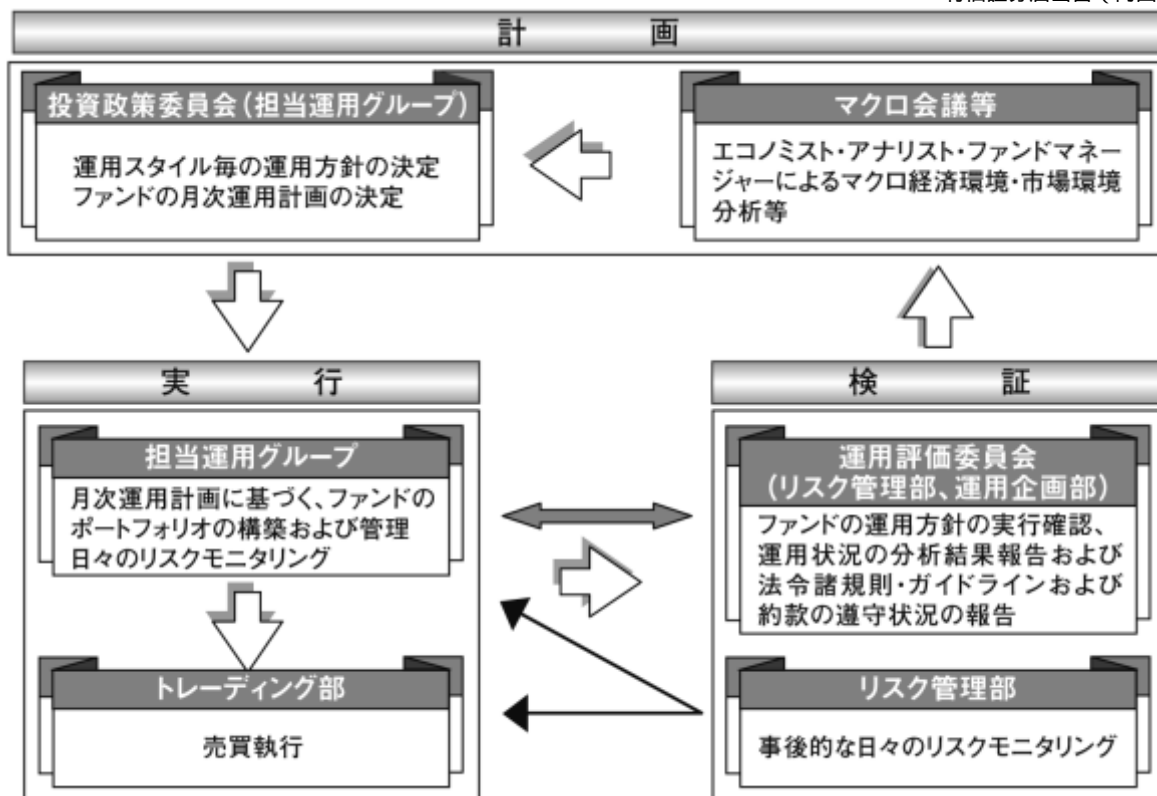 計　画
投資政策委員会(担当運用グループ)
運用スタイル毎の運用方針の決定
ファンドの月次運用計画の決定
マクロ会議等
エコノミスト・アナリスト・ファンドマネー
ジャーによるマクロ経済環境・市場環境
分析等
実　行
担当運用グループ
月次運用計画に基づく、ファンドの
ポートフォリオの構築および管理
日々のリスクモニタリング
トレーディング部
売買執行
検　証
運用評価委員会
(リスク管理部、運用企画部)
ファンドの運用方針の実行確認、
運用状況の分析結果報告および
法令諸規則・ガイドラインおよび
約款の遵守状況の報告
リスク管理部
事後的な日々のリスクモニタリング